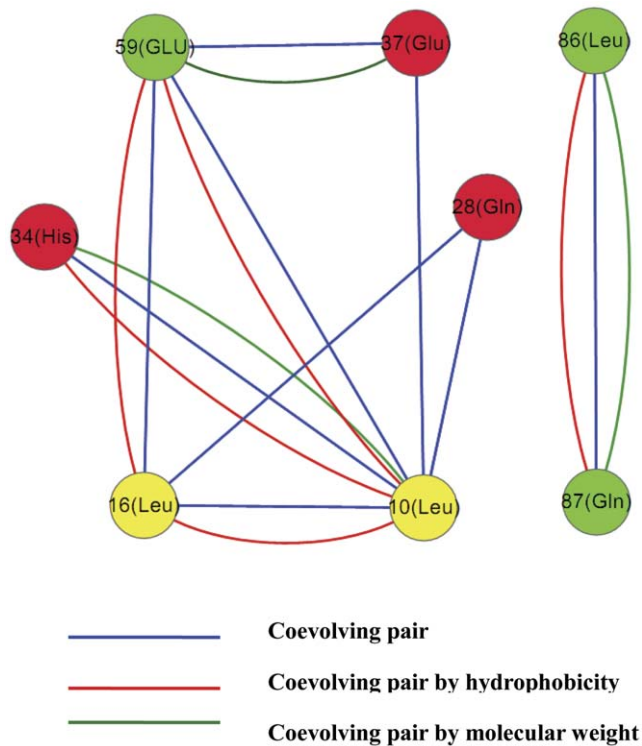 59(GLU)
37(Glu)
86(Leu)
28(Gln)
34(His)
16(Leu)
10(Leu)
87(Gln)
Coevolving pair
Coevolving pair by hydrophobicity
Coevolving pair by molecular weight